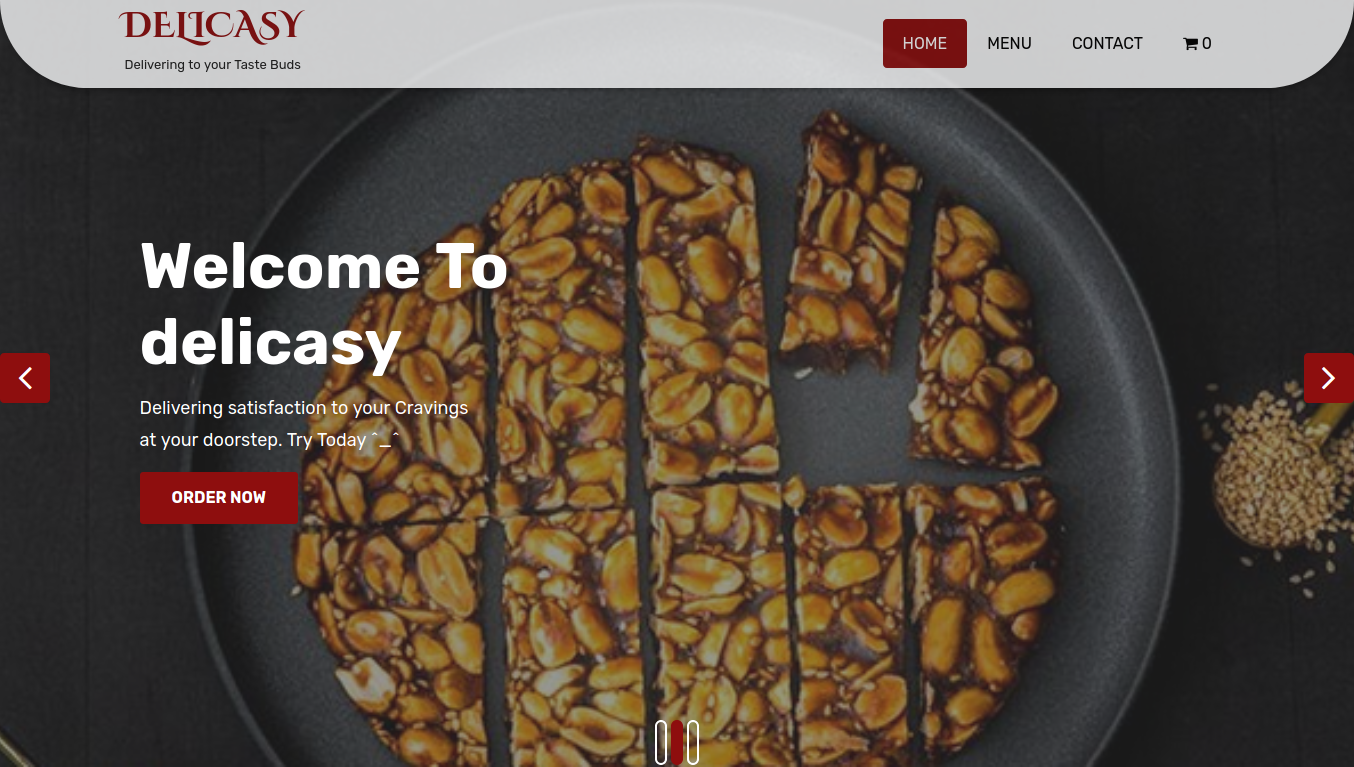 DELICASY
Delivering to your Taste Buds
HOME MENU CONTACT 0
Welcome To
delicasy
Delivering satisfaction to your Cravings
at your doorstep. Try Today ^_^
ORDER NOW